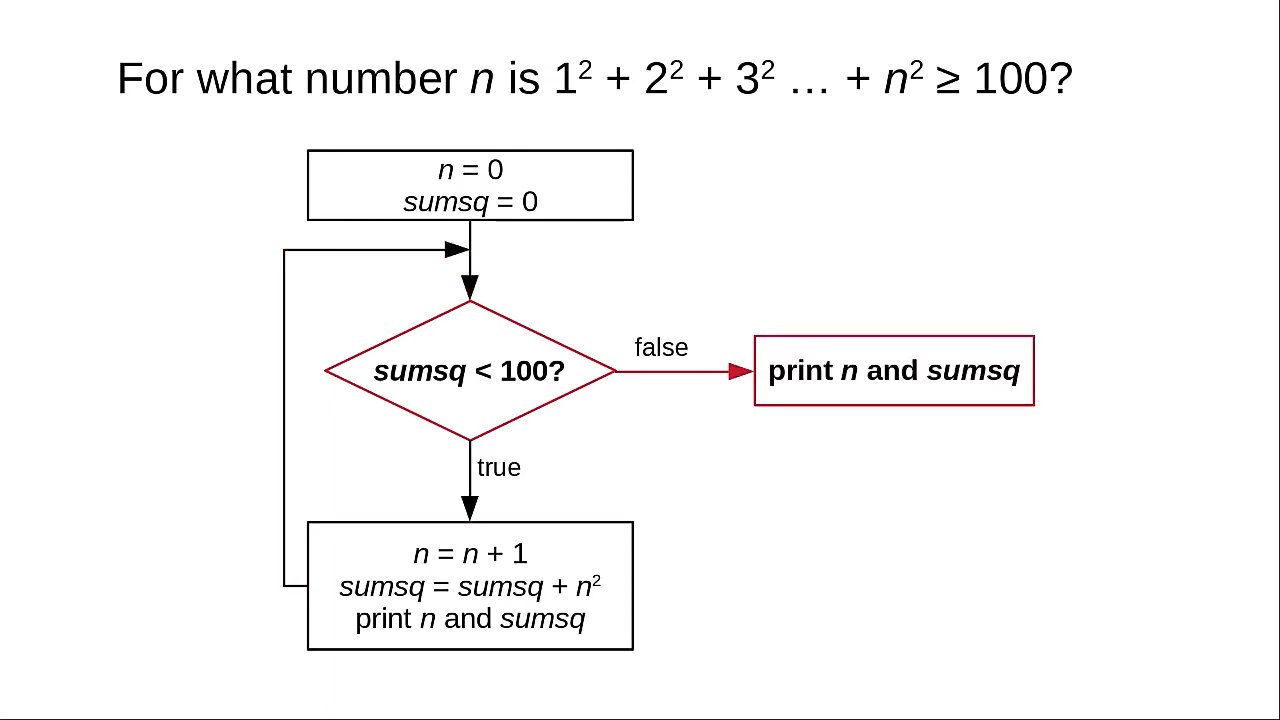 For what number n is 1² + 2² + 3² … + n² ≥ 100?
n = 0
sumsq = 0
sumsq < 100?
false
print n and sumsq
true
n = n + 1
sumsq = sumsq + n²
print n and sumsq